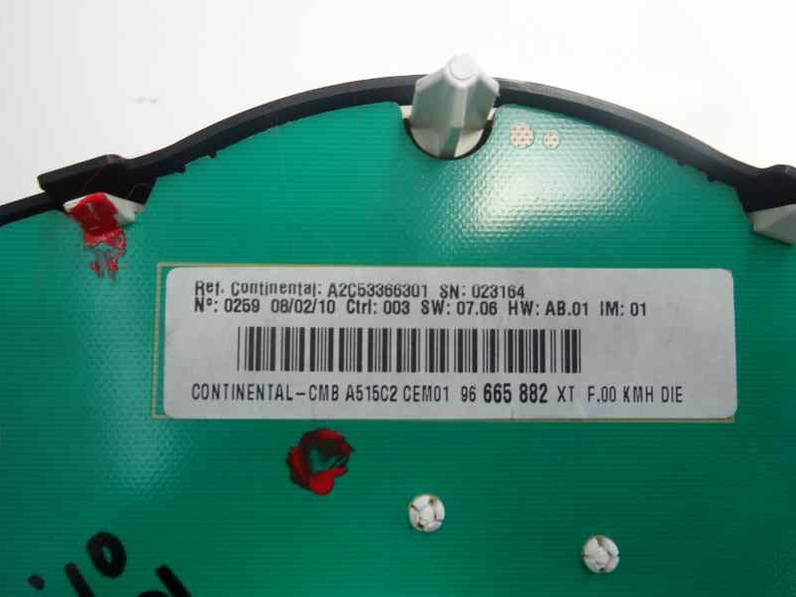 Ref. Continental: A2C53366301 SN: 023164
N°: 0259 08/02/10 Ctrl: 003 SW: 07.06 HW: AB.01 IM: 01
CONTINENTAL-CMB A515C2 CEM01 96 665 882 XT F.00 KMH DIE